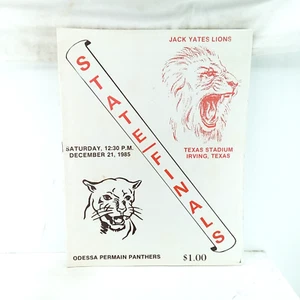 JACK YATES LIONS
STATE/FINALS
SATURDAY, 12:30 P.M.
DECEMBER 21, 1985
TEXAS STADIUM
IRVING, TEXAS
ODESSA PERMAIN PANTHERS
$1.00